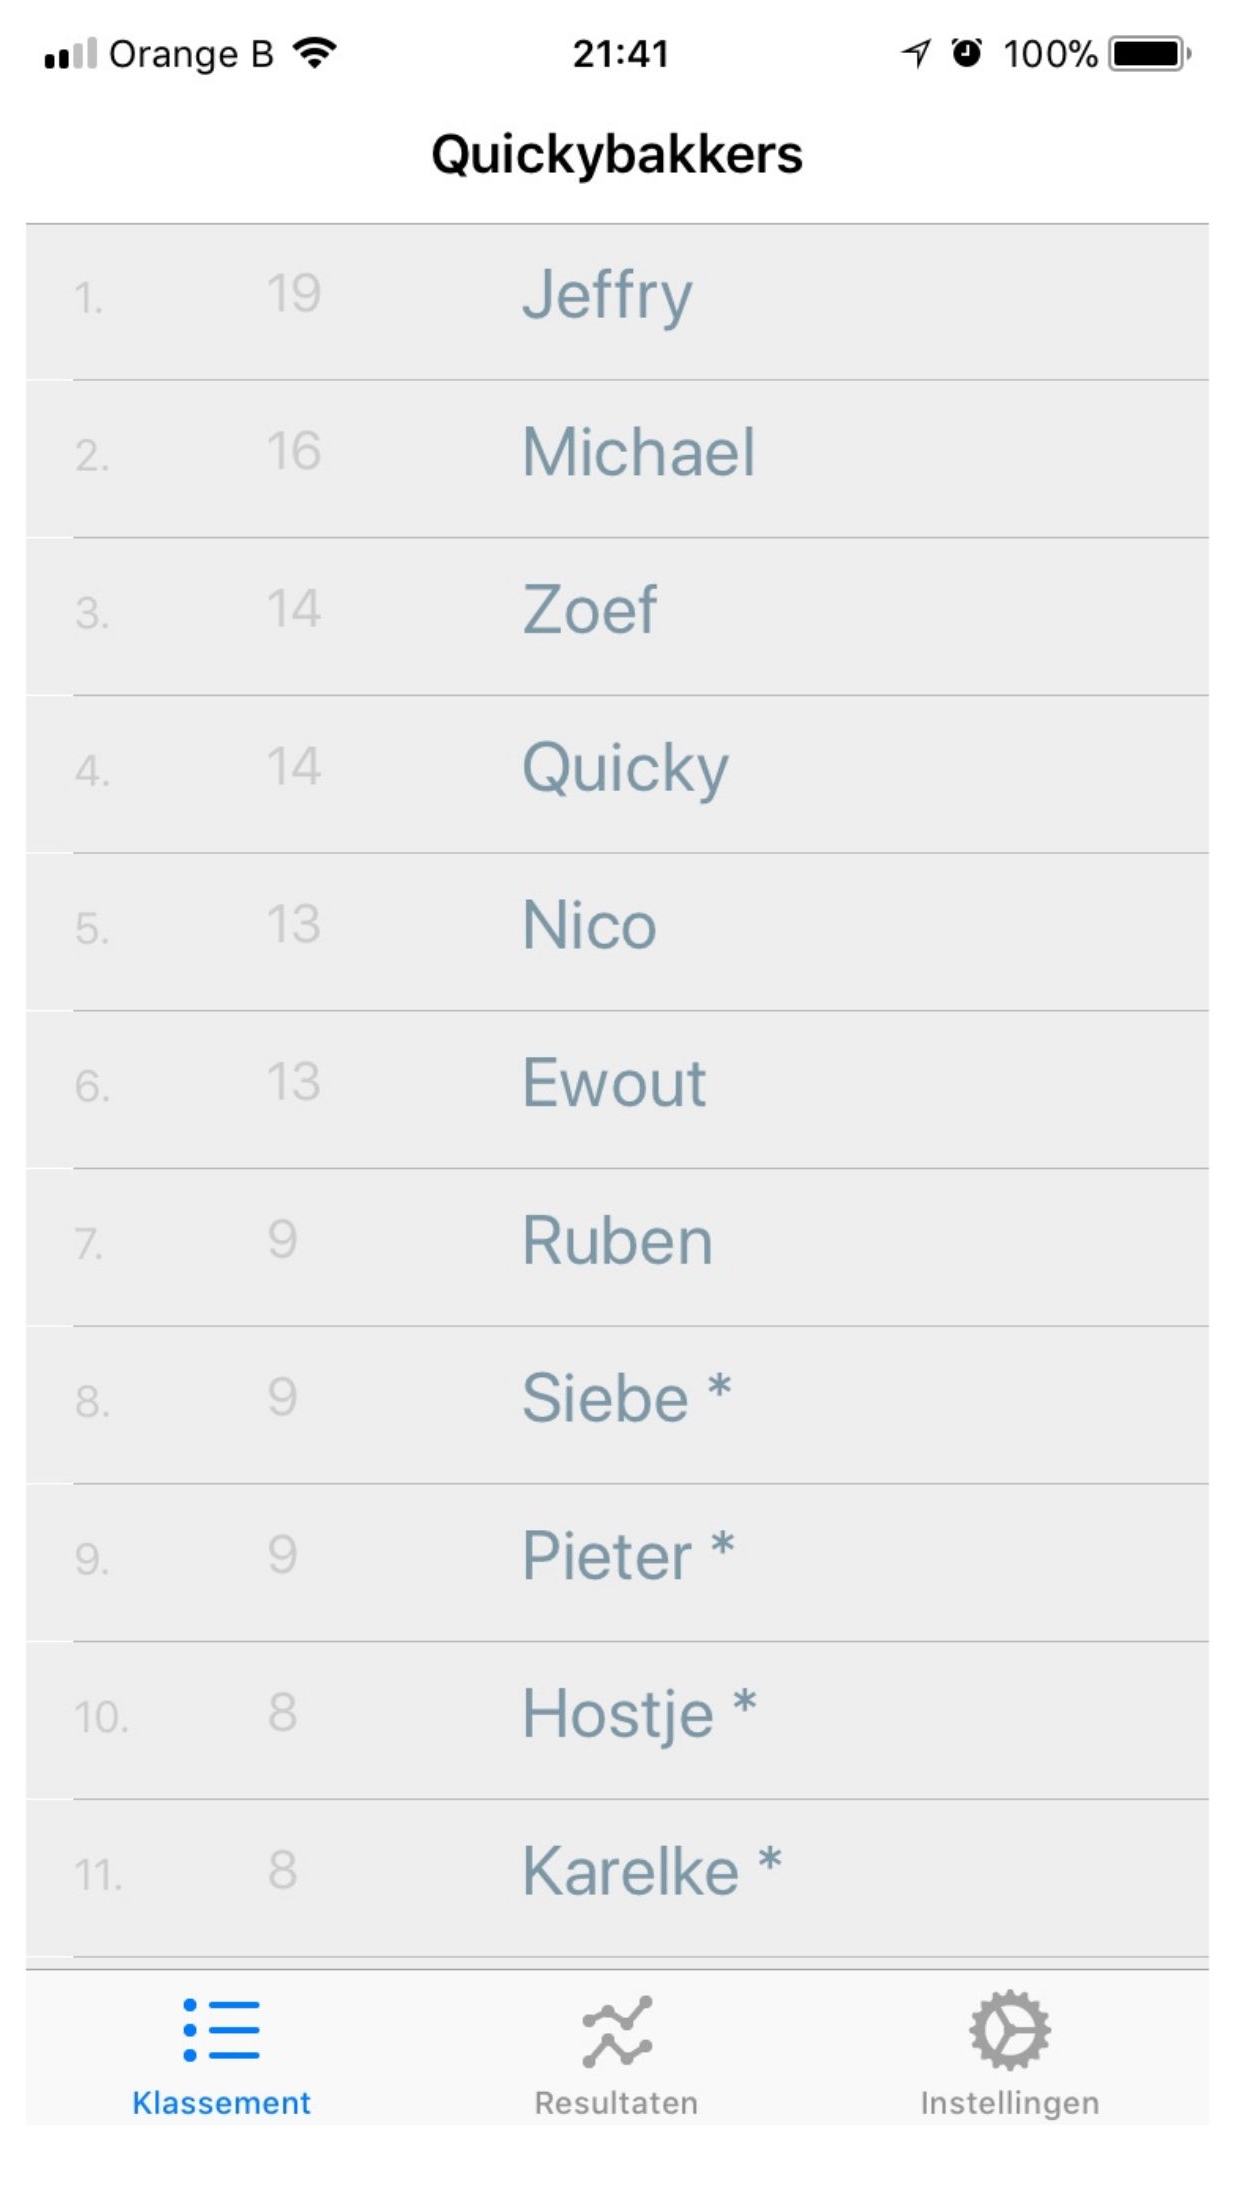 Orange B 21:41 100%
Quickybakkers
1. 19 Jeffry
2. 16 Michael
3. 14 Zoef
4. 14 Quicky
5. 13 Nico
6. 13 Ewout
7. 9 Ruben
8. 9 Siebe *
9. 9 Pieter *
10. 8 Hostje *
11. 8 Karelke *
Klassement Resultaten Instellingen